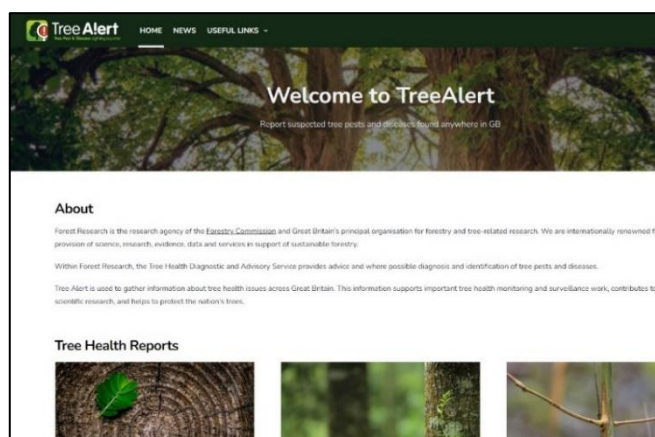 Tree Alert
HOME NEWS USEFUL LINKS
Welcome to TreeAlert
Report suspected tree pests and diseases found anywhere in GB
About
Forest Research is the research agency of the Forestry Commission and Great Britain's principal organisation for forestry and tree-related research. We are internationally renowned f
provision of science, research, evidence, data and services in support of sustainable forestry.
Within Forest Research, the Tree Health Diagnostic and Advisory Service provides advice and where possible diagnosis and identification of tree pests and diseases.
Tree Alert is used to gather information about tree health issues across Great Britain. This information supports important tree health monitoring and surveillance work, contributes to
scientific research, and helps to protect the nation's trees.
Tree Health Reports